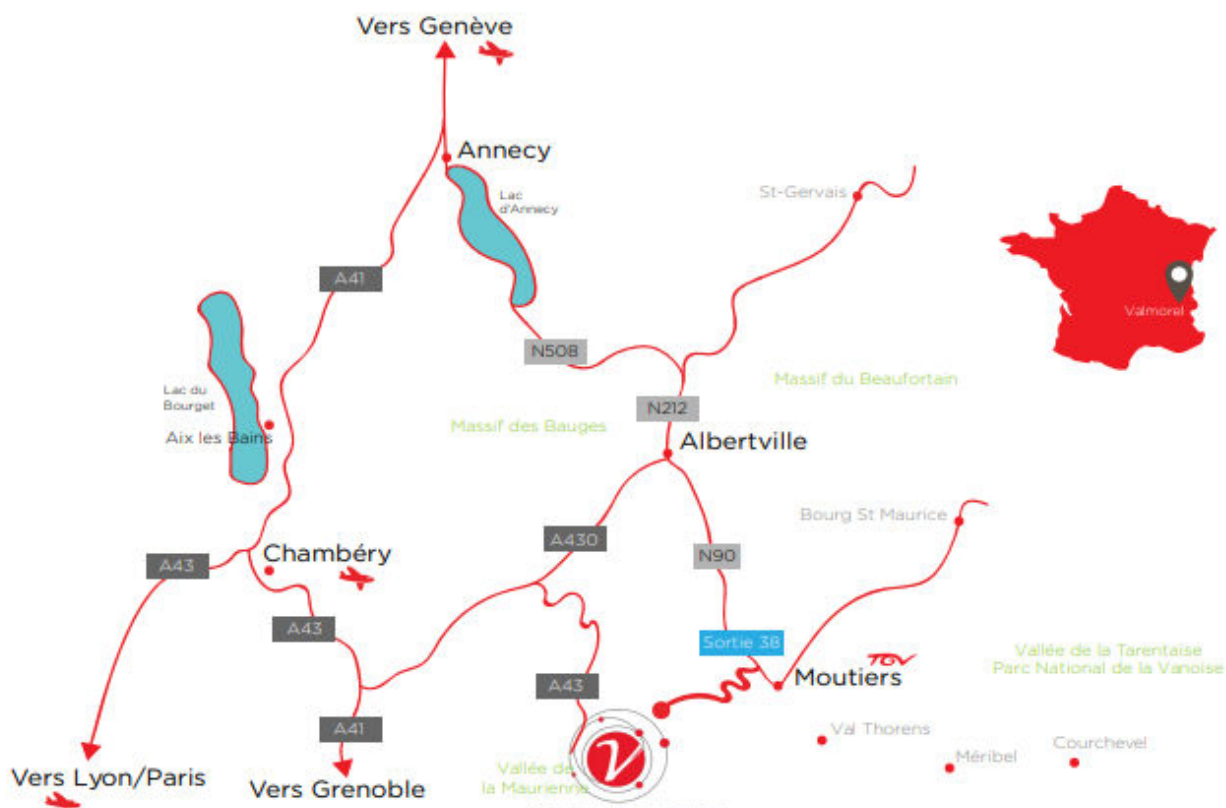 Vers Genève
Annecy
Lac
d'Annecy
St-Gervais
A41
Valmorel
N508
Massif du Beaufortain
Lac du
Bourget
N212
Massif des Bauges
Aix les Bains
Albertville
Bourg St Maurice
A430
N90
Chambéry
A43
A43
Sortie 38
TGV
Vallée de la Tarentaise
Parc National de la Vanoise
Moutiers
A43
A41
Val Thorens
Méribel
Courchevel
Vers Lyon/Paris
Vers Grenoble
Vallée de
la Maurienne
V